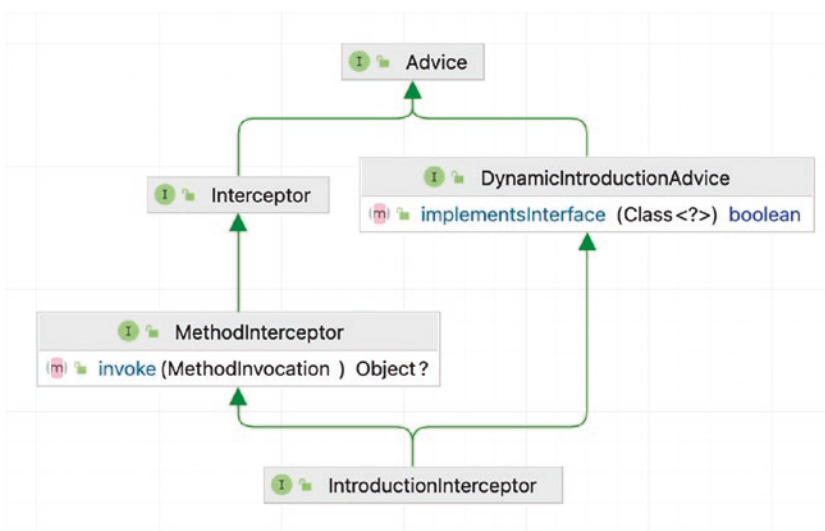 I Advice
I Interceptor
I DynamicIntroductionAdvice
m implementsInterface (Class<?>) boolean
I MethodInterceptor
m invoke(MethodInvocation ) Object?
I IntroductionInterceptor